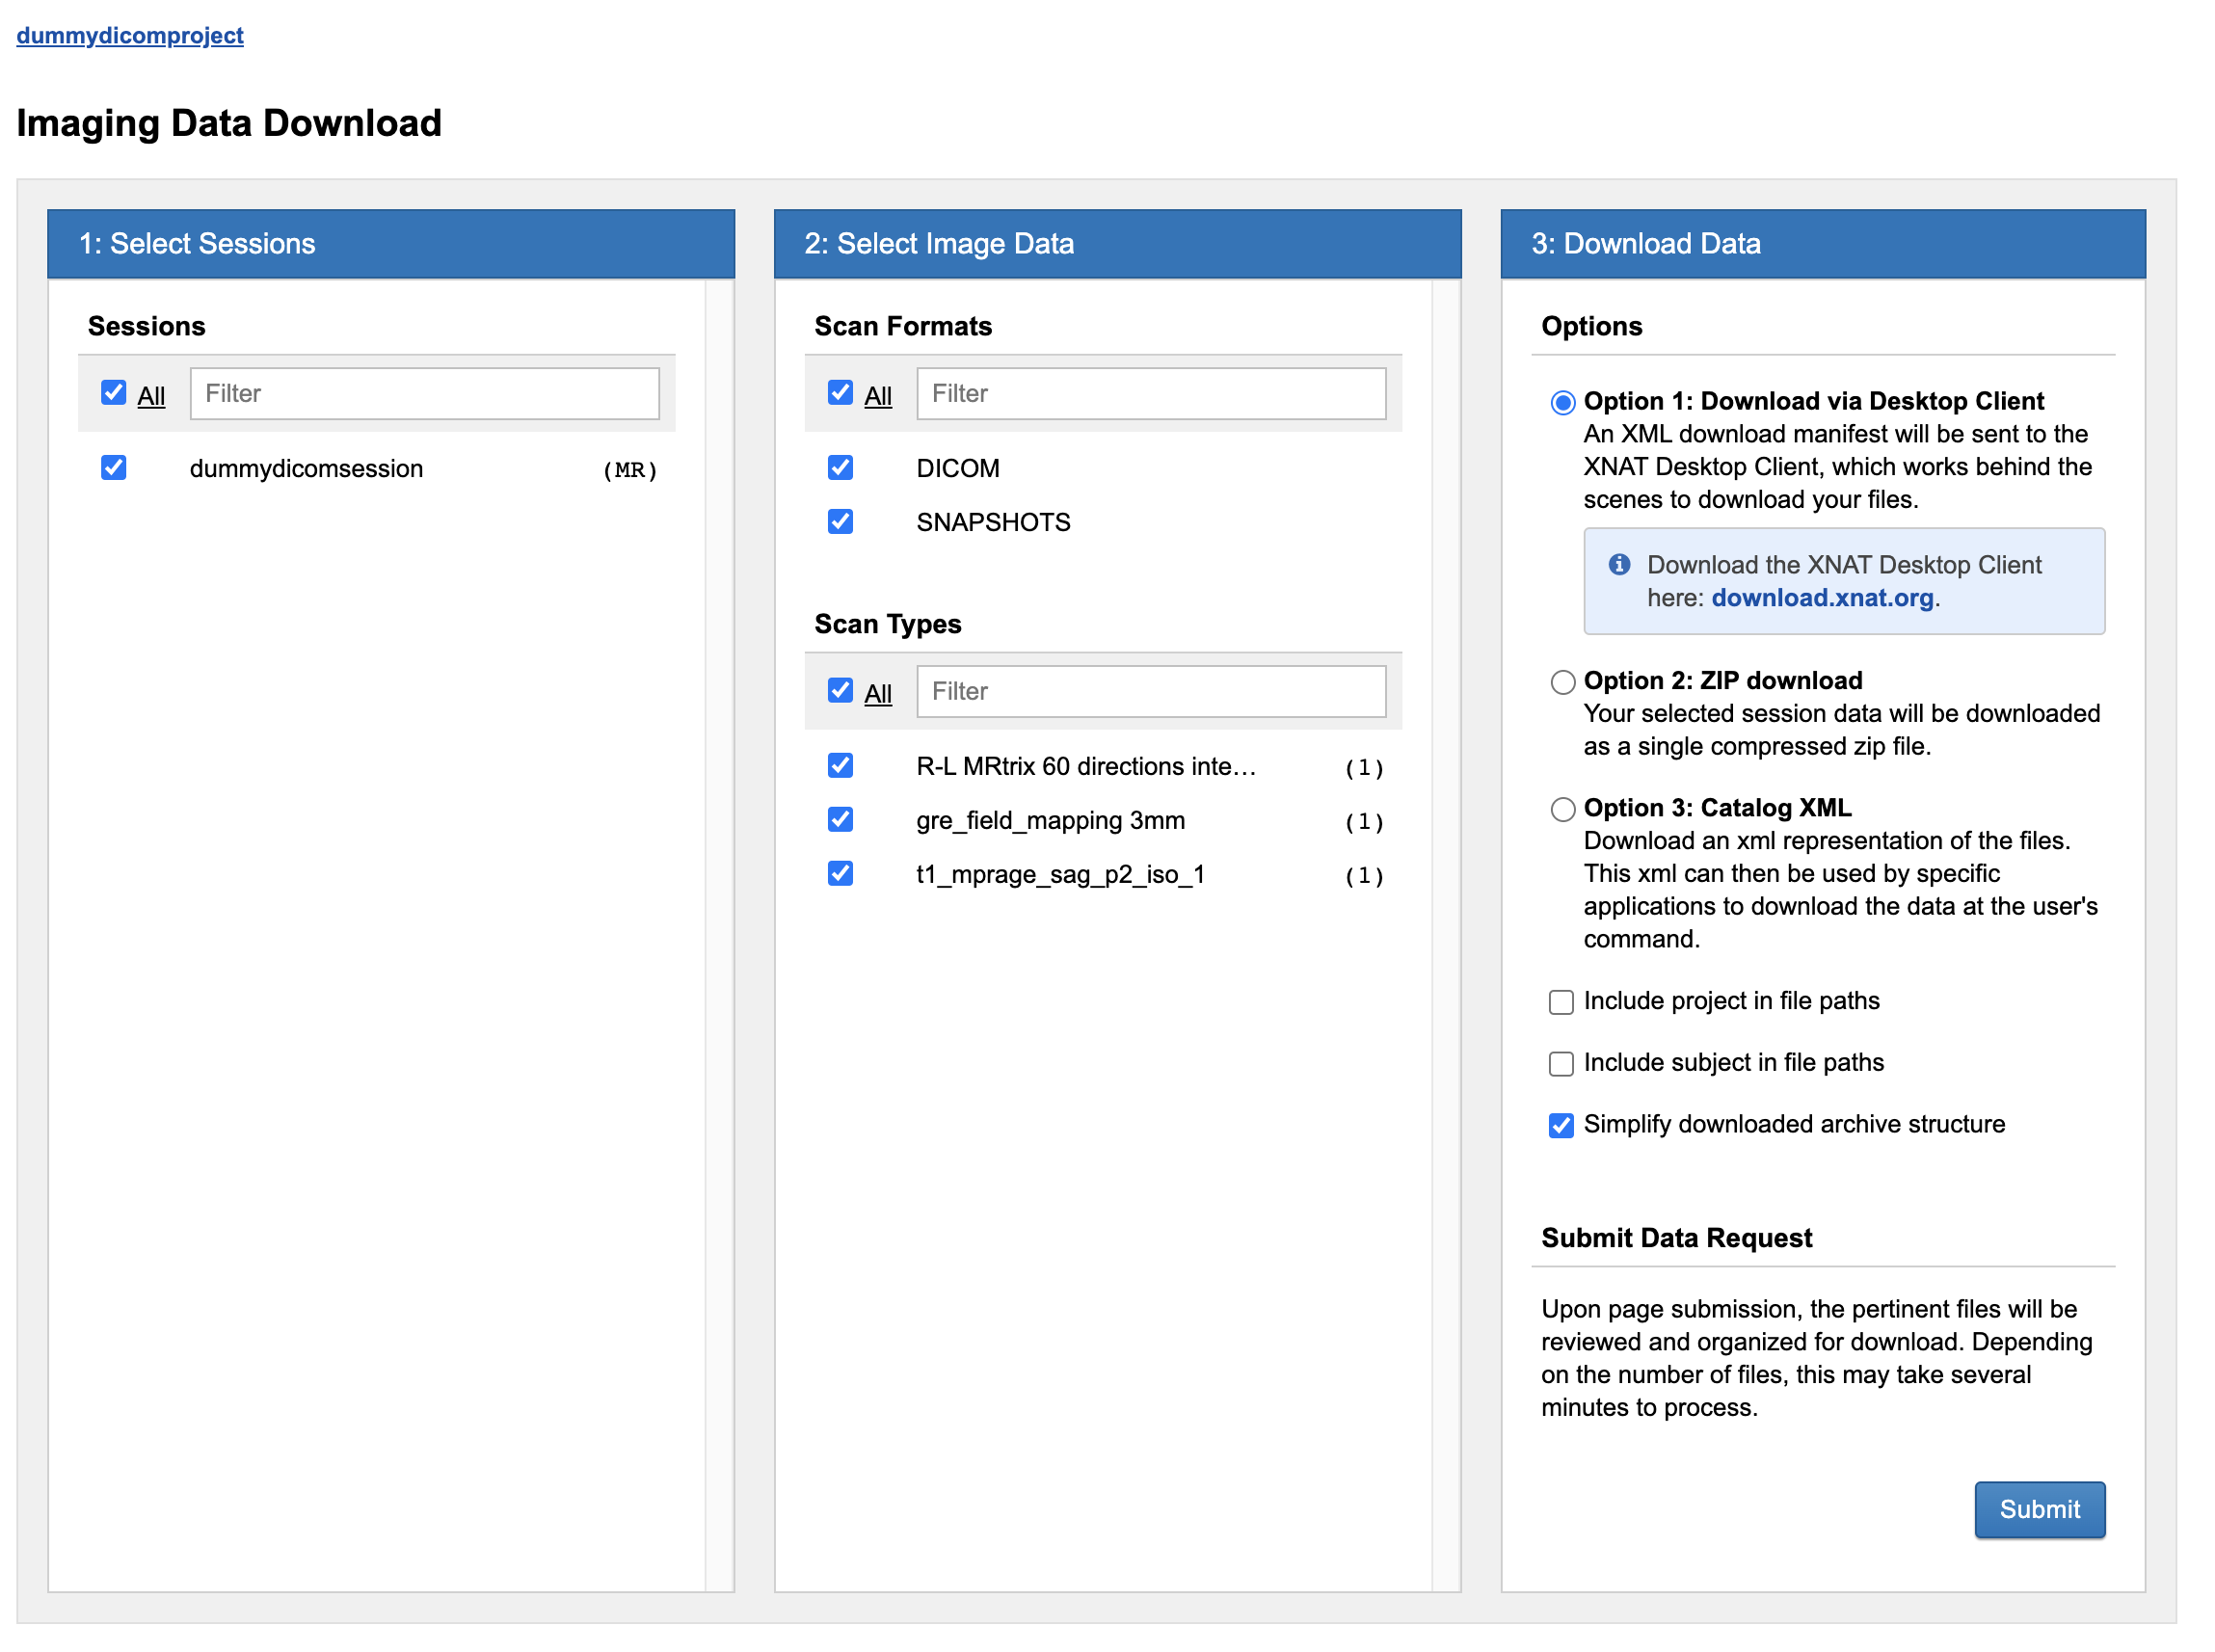 dummydicomproject
Imaging Data Download
1: Select Sessions
Sessions
All
Filter
dummydicomsession (MR)
2: Select Image Data
Scan Formats
All
Filter
DICOM
SNAPSHOTS
Scan Types
All
Filter
R-L MRtrix 60 directions inte... (1)
gre_field_mapping 3mm (1)
t1_mprage_sag_p2_iso_1 (1)
3: Download Data
Options
Option 1: Download via Desktop Client
An XML download manifest will be sent to the
XNAT Desktop Client, which works behind the
scenes to download your files.
Download the XNAT Desktop Client
here: download.xnat.org.
Option 2: ZIP download
Your selected session data will be downloaded
as a single compressed zip file.
Option 3: Catalog XML
Download an xml representation of the files.
This xml can then be used by specific
applications to download the data at the user's
command.
Include project in file paths
Include subject in file paths
Simplify downloaded archive structure
Submit Data Request
Upon page submission, the pertinent files will be
reviewed and organized for download. Depending
on the number of files, this may take several
minutes to process.
Submit